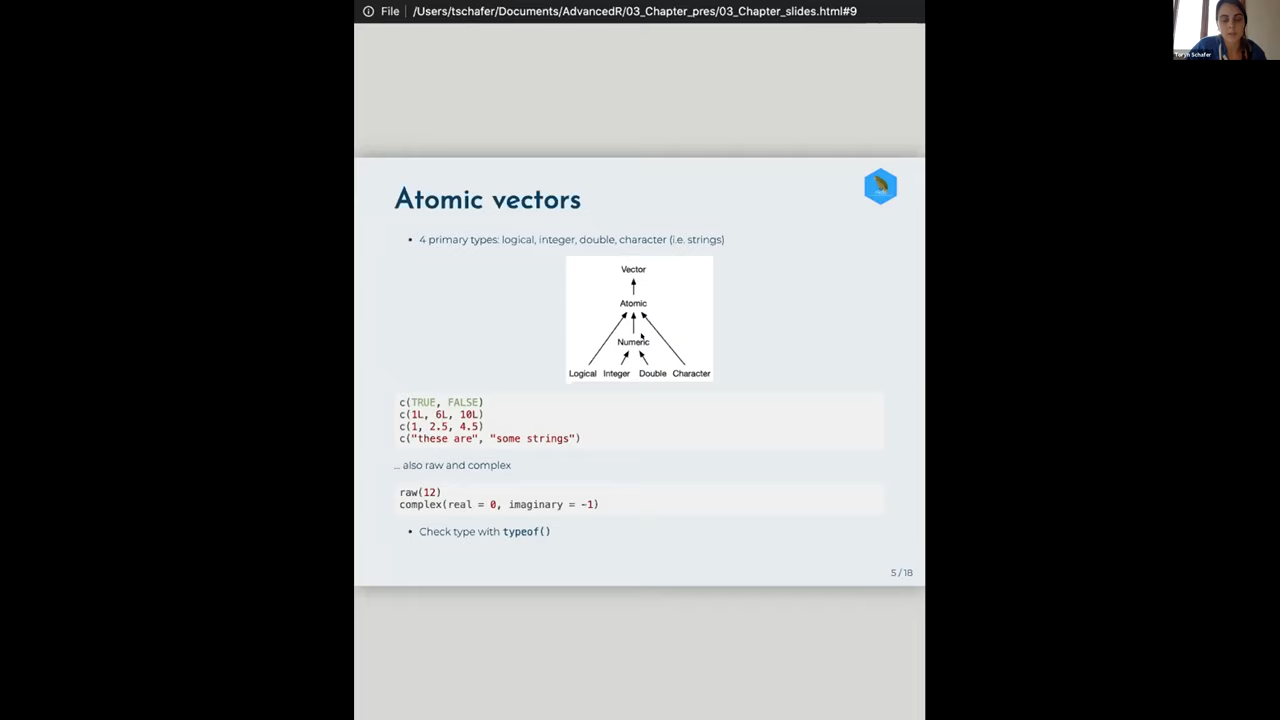 File /Users/tschafer/Documents/AdvancedR/03_Chapter_pres/03_Chapter_slides.html#9
Toryn Schafer
Atomic vectors
• 4 primary types: logical, integer, double, character (i.e. strings)
Vector
Atomic
Numeric
Logical Integer Double Character
c(TRUE, FALSE)
c(1L, 6L, 10L)
c(1, 2.5, 4.5)
c("these are", "some strings")
... also raw and complex
raw(12)
complex(real = 0, imaginary = -1)
• Check type with typeof()
5 / 18